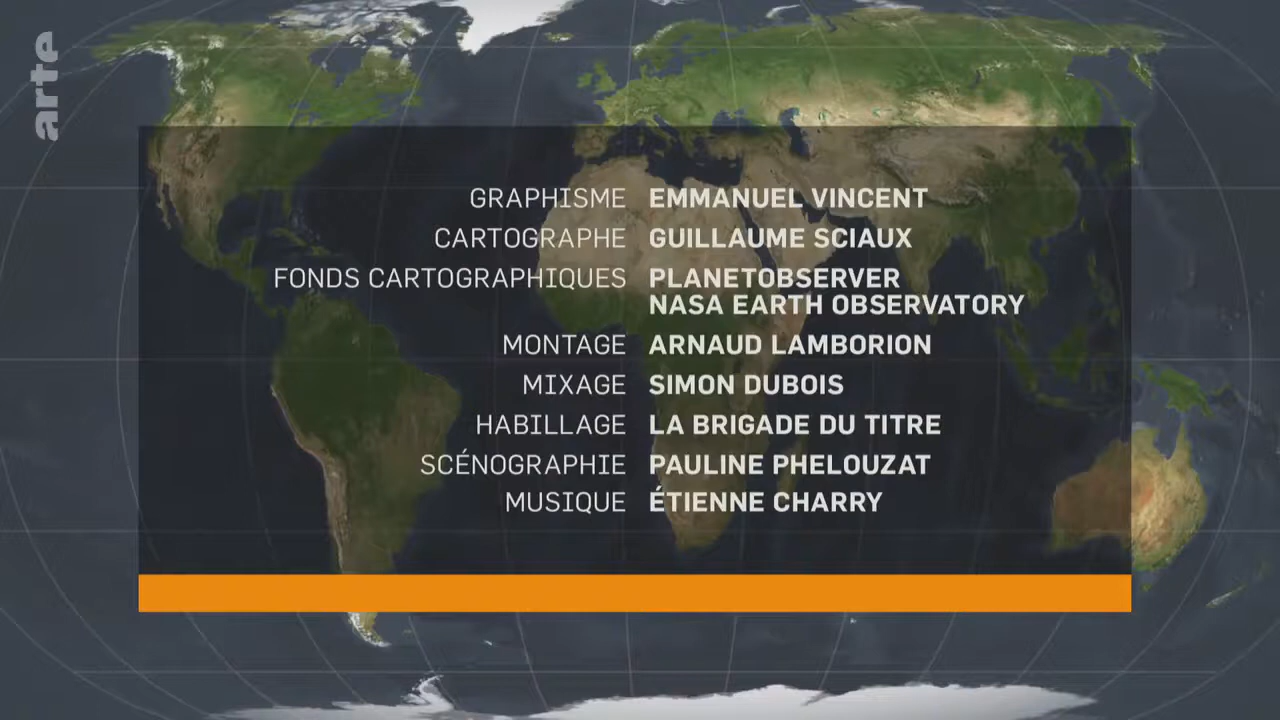 arte
GRAPHISME EMMANUEL VINCENT
CARTOGRAPHE GUILLAUME SCIAUX
FONDS CARTOGRAPHIQUES PLANETOBSERVER
NASA EARTH OBSERVATORY
MONTAGE ARNAUD LAMBORION
MIXAGE SIMON DUBOIS
HABILLAGE LA BRIGADE DU TITRE
SCÉNOGRAPHIE PAULINE PHELOUZAT
MUSIQUE ÉTIENNE CHARRY